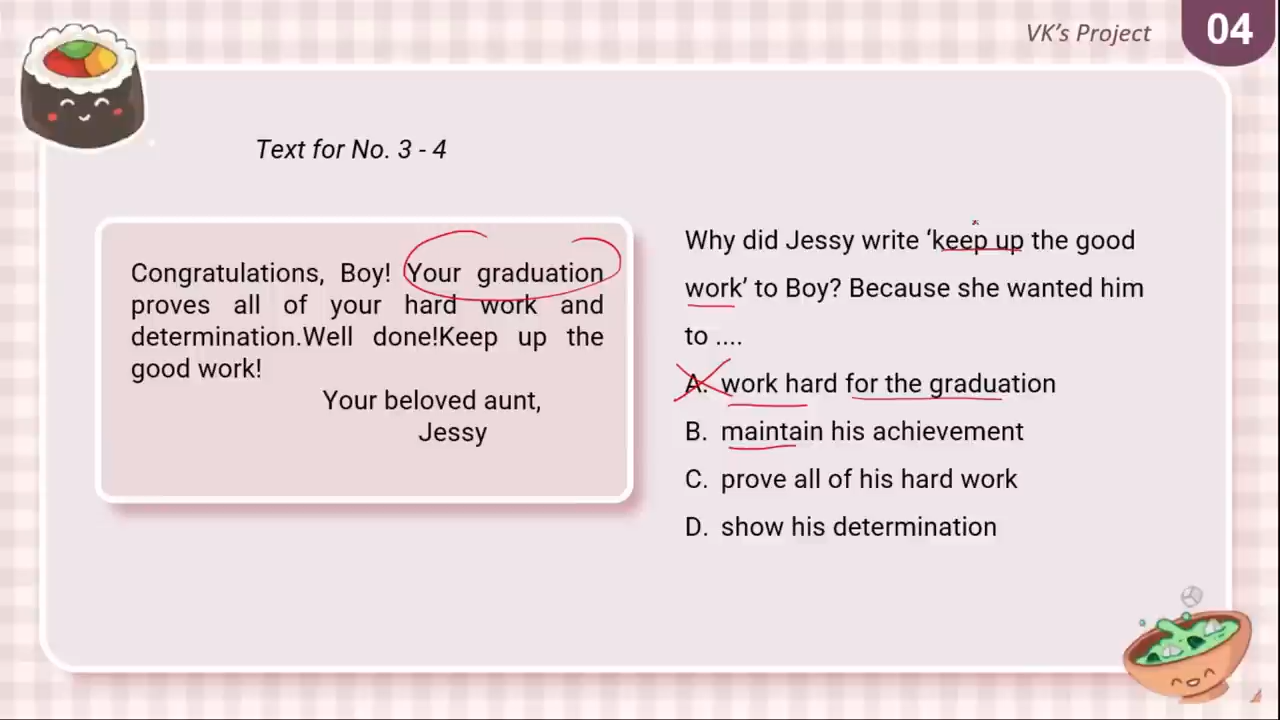 VK's Project
04
Text for No. 3 - 4
Congratulations, Boy! Your graduation
proves all of your hard work and
determination.Well done!Keep up the
good work!
Your beloved aunt,
Jessy
Why did Jessy write ‘keep up the good
work’ to Boy? Because she wanted him
to ....
A. work hard for the graduation
B. maintain his achievement
C. prove all of his hard work
D. show his determination